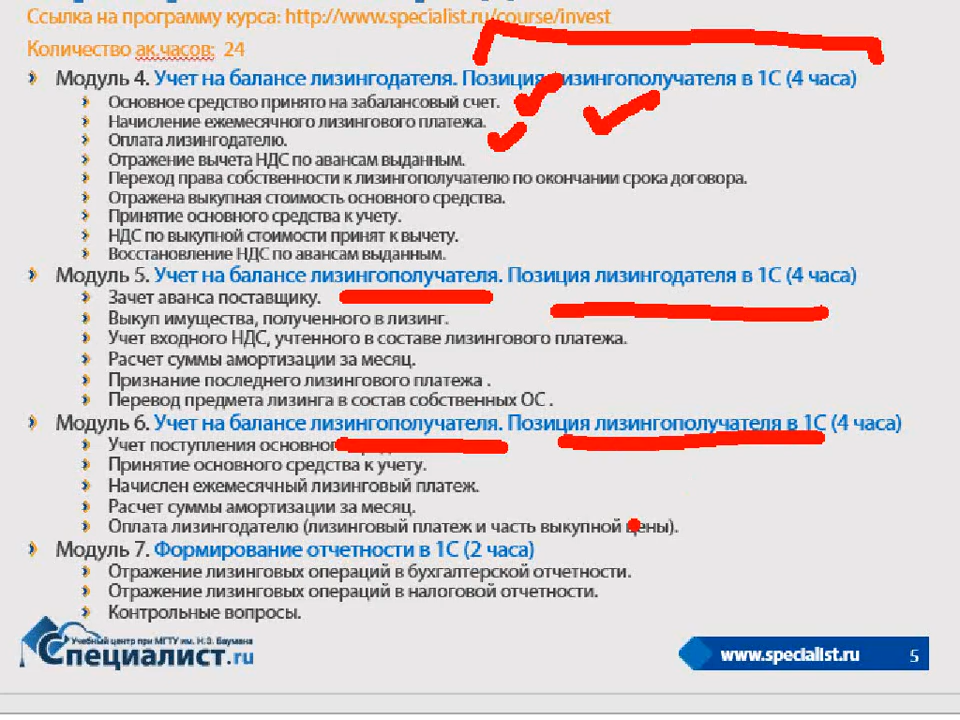 Ссылка на программу курса: http://www.specialist.ru/course/invest
Количество ак.часов: 24
Модуль 4. Учет на балансе лизингодателя. Позиция лизингополучателя в 1С (4 часа)
Основное средство принято на забалансовый счет.
Начисление ежемесячного лизингового платежа.
Оплата лизингодателю.
Отражение вычета НДС по авансам выданным.
Переход права собственности к лизингополучателю по окончании срока договора.
Отражена выкупная стоимость основного средства.
Принятие основного средства к учету.
НДС по выкупной стоимости принят к вычету.
Восстановление НДС по авансам выданным.
Модуль 5. Учет на балансе лизингополучателя. Позиция лизингодателя в 1С (4 часа)
Зачет аванса поставщику.
Выкуп имущества, полученного в лизинг.
Учет входного НДС, учтенного в составе лизингового платежа.
Расчет суммы амортизации за месяц.
Признание последнего лизингового платежа .
Перевод предмета лизинга в состав собственных ОС .
Модуль 6. Учет на балансе лизингополучателя. Позиция лизингополучателя в 1С (4 часа)
Учет поступления основного
Принятие основного средства к учету.
Начислен ежемесячный лизинговый платеж.
Расчет суммы амортизации за месяц.
Оплата лизингодателю (лизинговый платеж и часть выкупной цены).
Модуль 7. Формирование отчетности в 1С (2 часа)
Отражение лизинговых операций в бухгалтерской отчетности.
Отражение лизинговых операций в налоговой отчетности.
Контрольные вопросы.
Учебный центр при МГТУ им. Н.Э. Баумана
Специалист.ru
www.specialist.ru 5